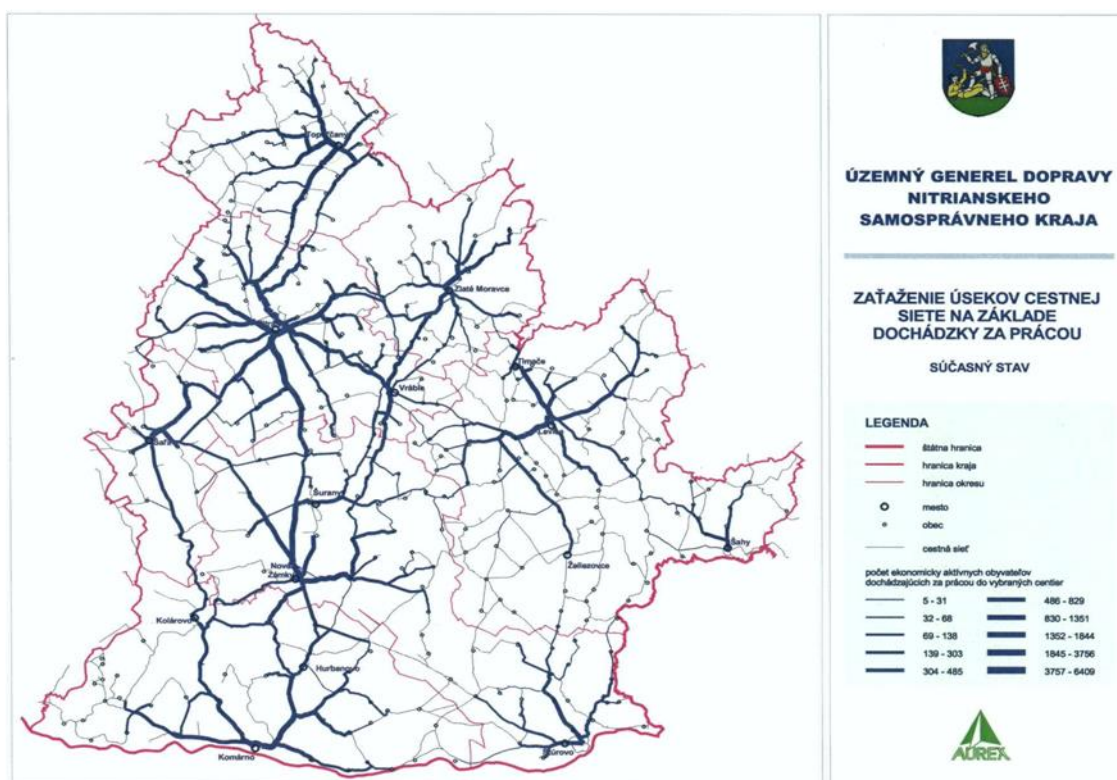 Topoľčany
Zlaté Moravce
Tlmače
Vráble
Levice
Šaľa
Šurany
Šahy
Nové
Zámky
Želiezovce
Kolárovo
Hurbanovo
Komárno
Štúrovo
ÚZEMNÝ GENEREL DOPRAVY
NITRIANSKEHO
SAMOSPRÁVNEHO KRAJA
ZAŤAŽENIE ÚSEKOV CESTNEJ
SIETE NA ZÁKLADE
DOCHÁDZKY ZA PRÁCOU
SÚČASNÝ STAV
LEGENDA
štátna hranica
hranica kraja
hranica okresu
mesto
obec
cestná sieť
počet ekonomicky aktívnych obyvateľov
dochádzajúcich za prácou do vybraných centier
5 - 31
32 - 68
69 - 138
139 - 303
304 - 485
486 - 829
830 - 1351
1352 - 1844
1845 - 3756
3757 - 6409
AUREX